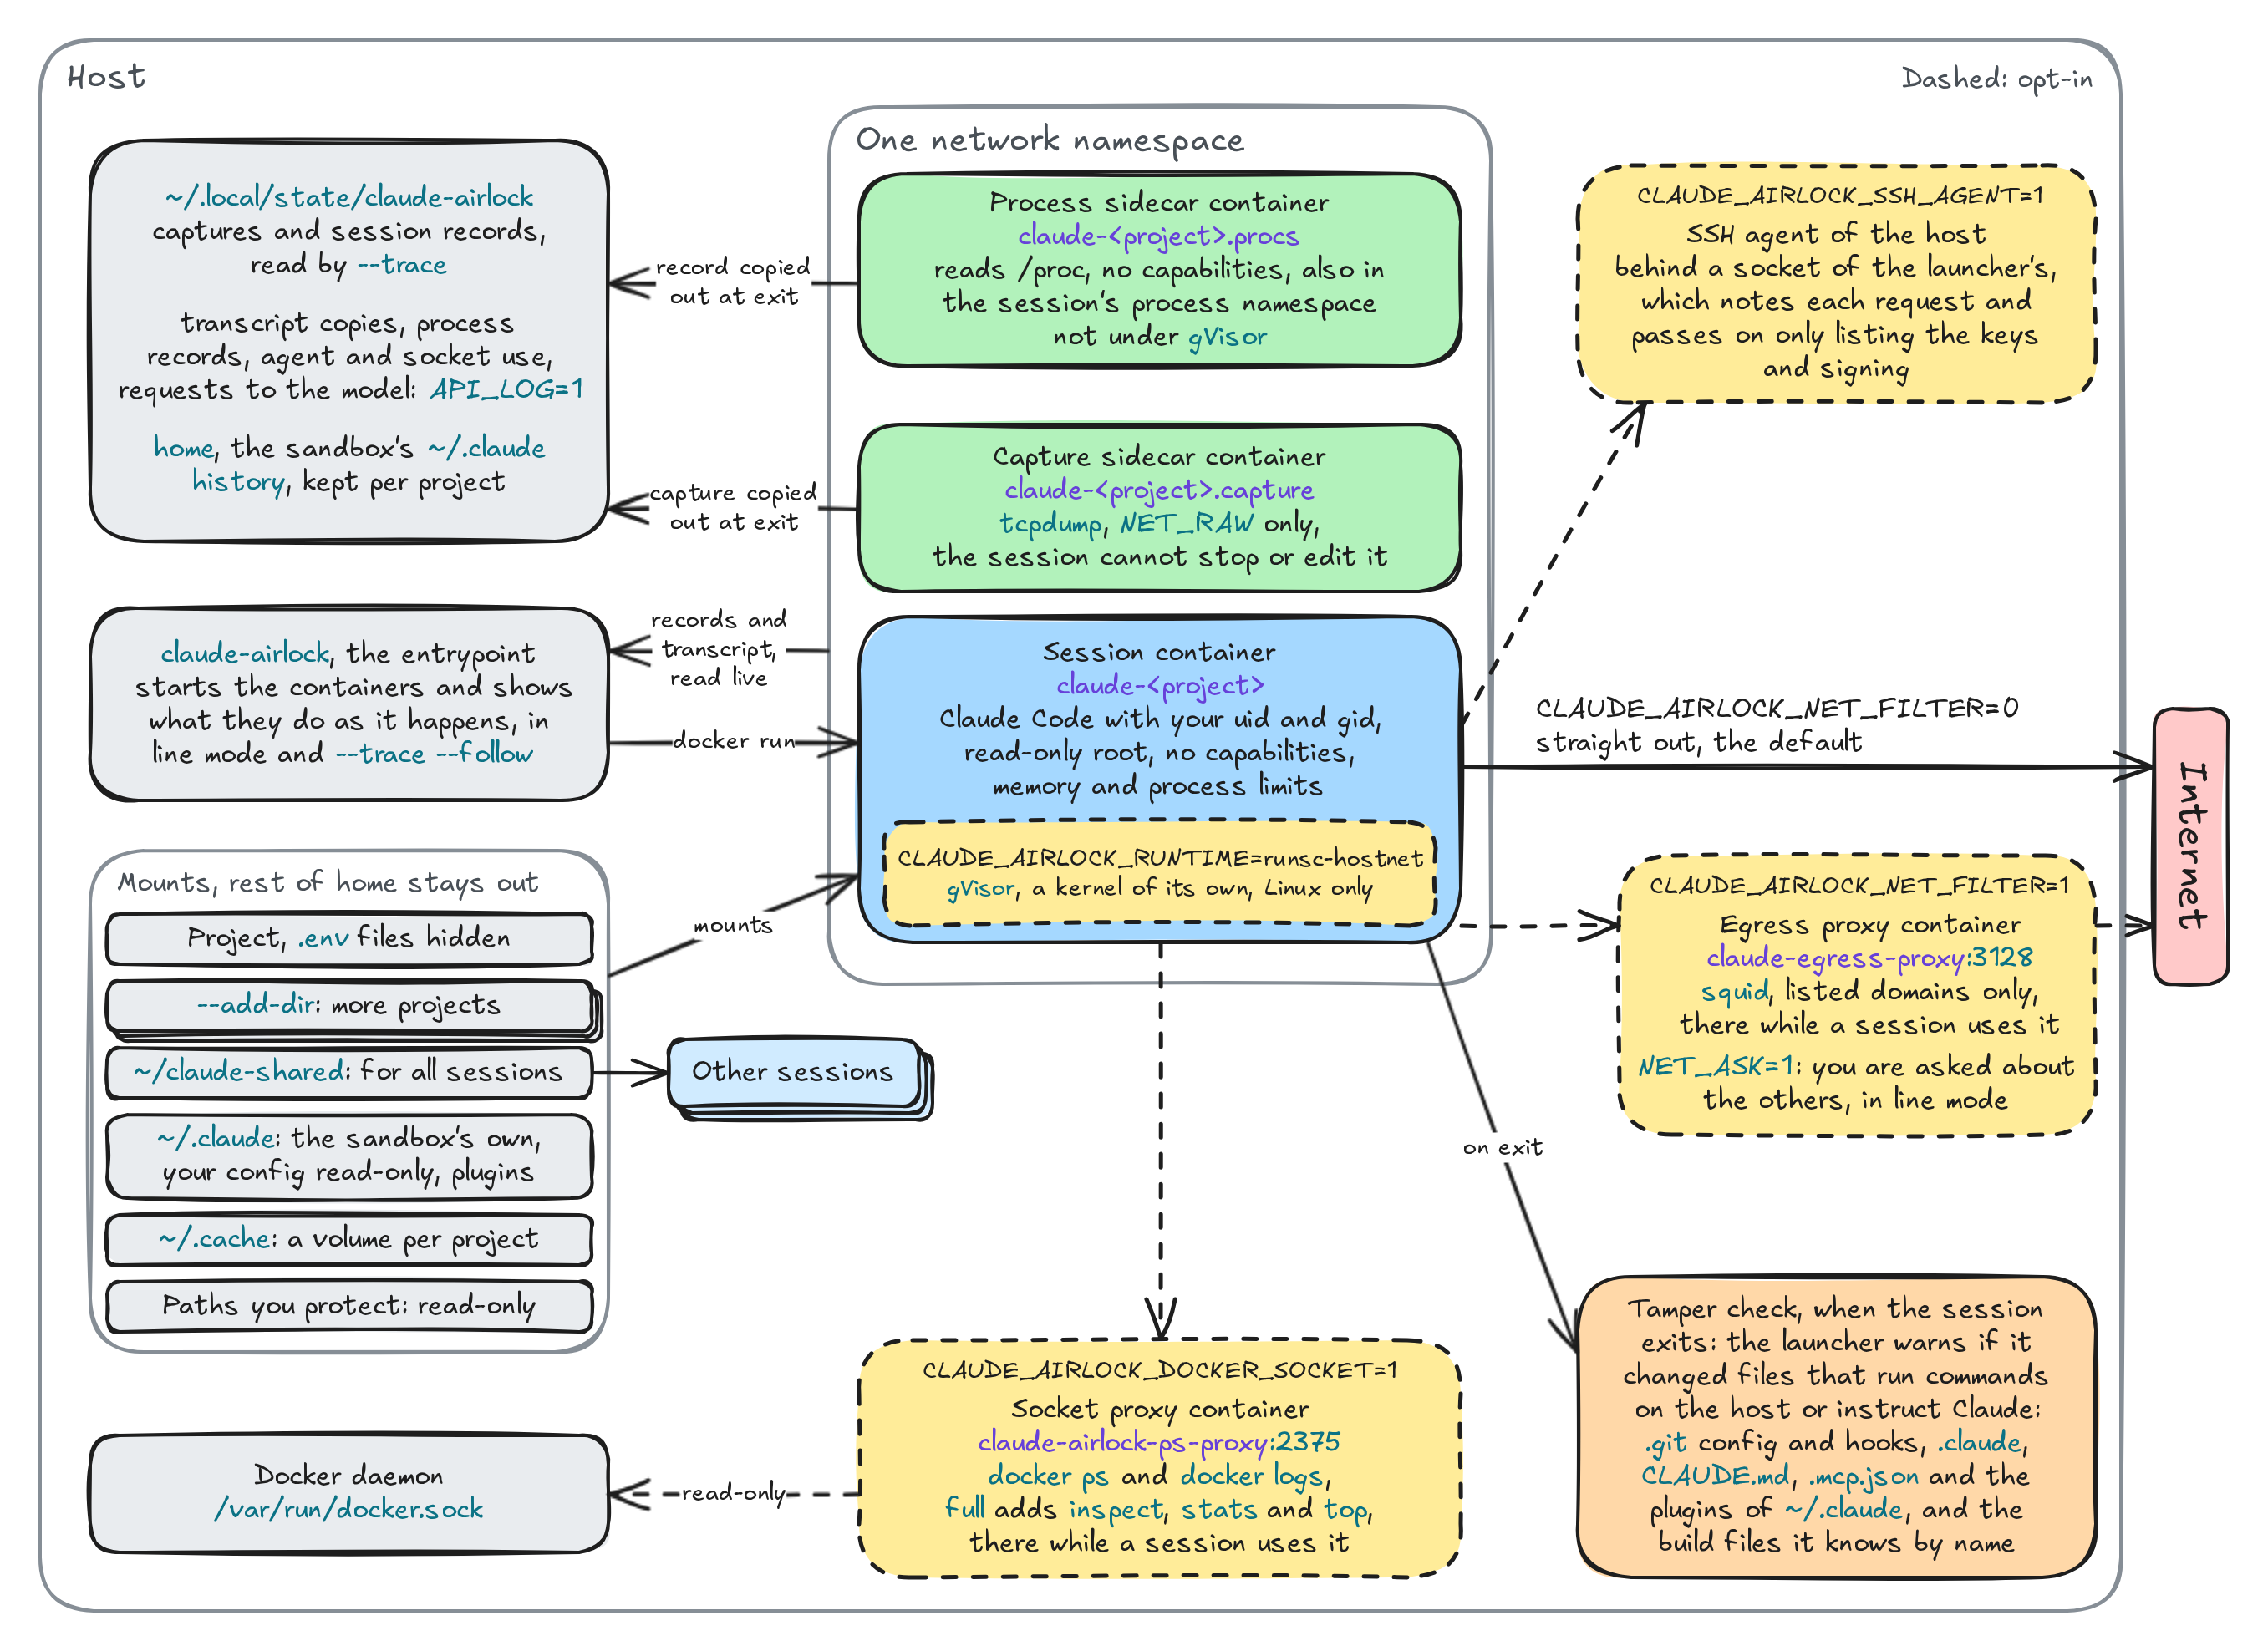 Host
Dashed: opt-in
~/.local/state/claude-airlock
captures and session records,
read by --trace
transcript copies, process
records, agent and socket use,
requests to the model: API_LOG=1
home, the sandbox's ~/.claude
history, kept per project
record copied
out at exit
capture copied
out at exit
One network namespace
Process sidecar container
claude-<project>.procs
reads /proc, no capabilities, also in
the session's process namespace
not under gVisor
Capture sidecar container
claude-<project>.capture
tcpdump, NET_RAW only,
the session cannot stop or edit it
CLAUDE_AIRLOCK_SSH_AGENT=1
SSH agent of the host
behind a socket of the launcher's,
which notes each request and
passes on only listing the keys
and signing
claude-airlock, the entrypoint
starts the containers and shows
what they do as it happens, in
line mode and --trace --follow
records and
transcript,
read live
docker run
Session container
claude-<project>
Claude Code with your uid and gid,
read-only root, no capabilities,
memory and process limits
CLAUDE_AIRLOCK_RUNTIME=runsc-hostnet
gVisor, a kernel of its own, Linux only
CLAUDE_AIRLOCK_NET_FILTER=0
straight out, the default
Internet
Mounts, rest of home stays out
Project, .env files hidden
--add-dir: more projects
~/claude-shared: for all sessions
~/.claude: the sandbox's own,
your config read-only, plugins
~/.cache: a volume per project
Paths you protect: read-only
mounts
Other sessions
CLAUDE_AIRLOCK_NET_FILTER=1
Egress proxy container
claude-egress-proxy:3128
squid, listed domains only,
there while a session uses it
NET_ASK=1: you are asked about
the others, in line mode
on exit
Docker daemon
/var/run/docker.sock
read-only
CLAUDE_AIRLOCK_DOCKER_SOCKET=1
Socket proxy container
claude-airlock-ps-proxy:2375
docker ps and docker logs,
full adds inspect, stats and top,
there while a session uses it
Tamper check, when the session
exits: the launcher warns if it
changed files that run commands
on the host or instruct Claude:
.git config and hooks, .claude,
CLAUDE.md, .mcp.json and the
plugins of ~/.claude, and the
build files it knows by name